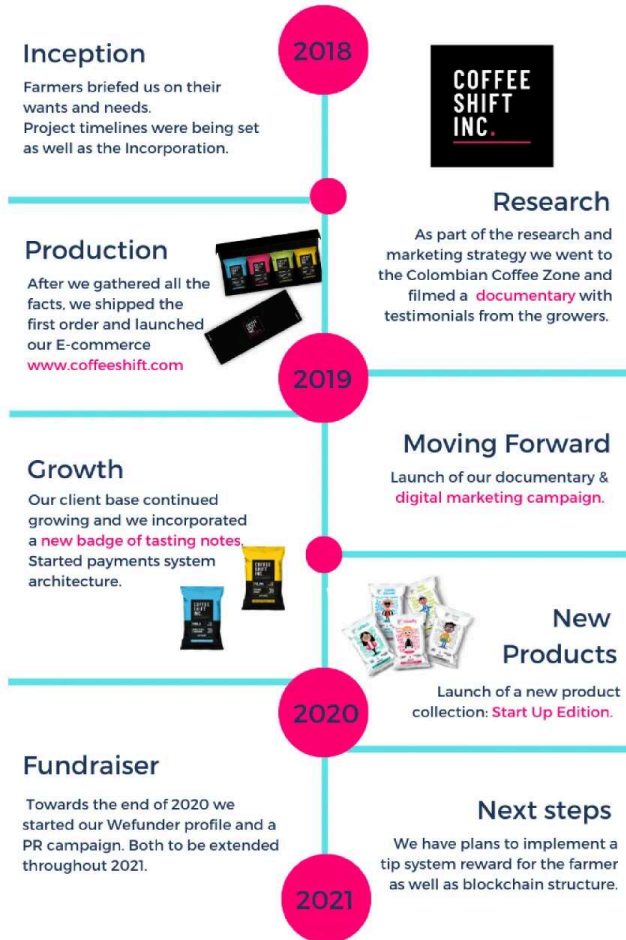 2018
Inception
Farmers briefed us on their
wants and needs.
Project timelines were being set
as well as the Incorporation.
COFFEE
SHIFT
INC.
Research
As part of the research and
marketing strategy we went to
the Colombian Coffee Zone and
filmed a documentary with
testimonials from the growers.
Production
After we gathered all the
facts, we shipped the
first order and launched
our E-commerce
www.coffeeshift.com
2019
Moving Forward
Launch of our documentary &
digital marketing campaign.
Growth
Our client base continued
growing and we incorporated
a new badge of tasting notes.
Started payments system
architecture.
COFFEE
SHIFT
INC.
COFFEE
SHIFT
INC.
New
Products
Launch of a new product
collection: Start Up Edition.
2020
Fundraiser
Towards the end of 2020 we
started our Wefunder profile and a
PR campaign. Both to be extended
throughout 2021.
Next steps
We have plans to implement a
tip system reward for the farmer
as well as blockchain structure.
2021